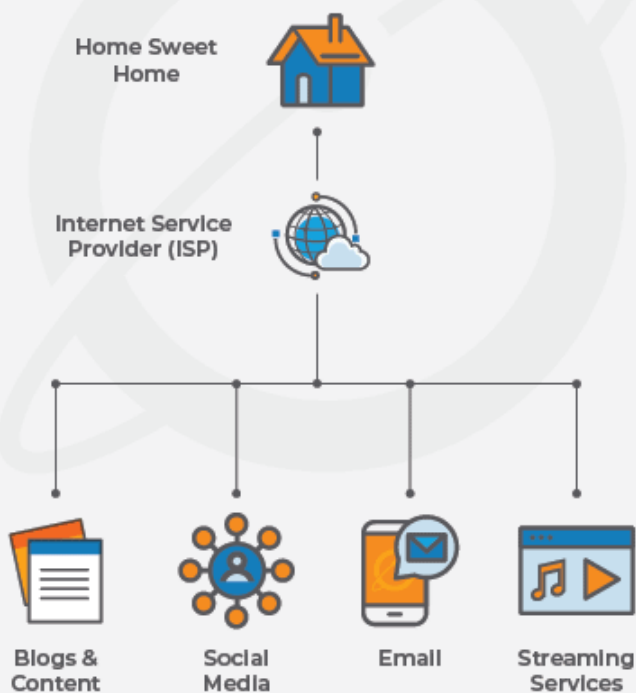 Home Sweet
Home
Internet Service
Provider (ISP)
Blogs &
Content
Social
Media
Email
Streaming
Services